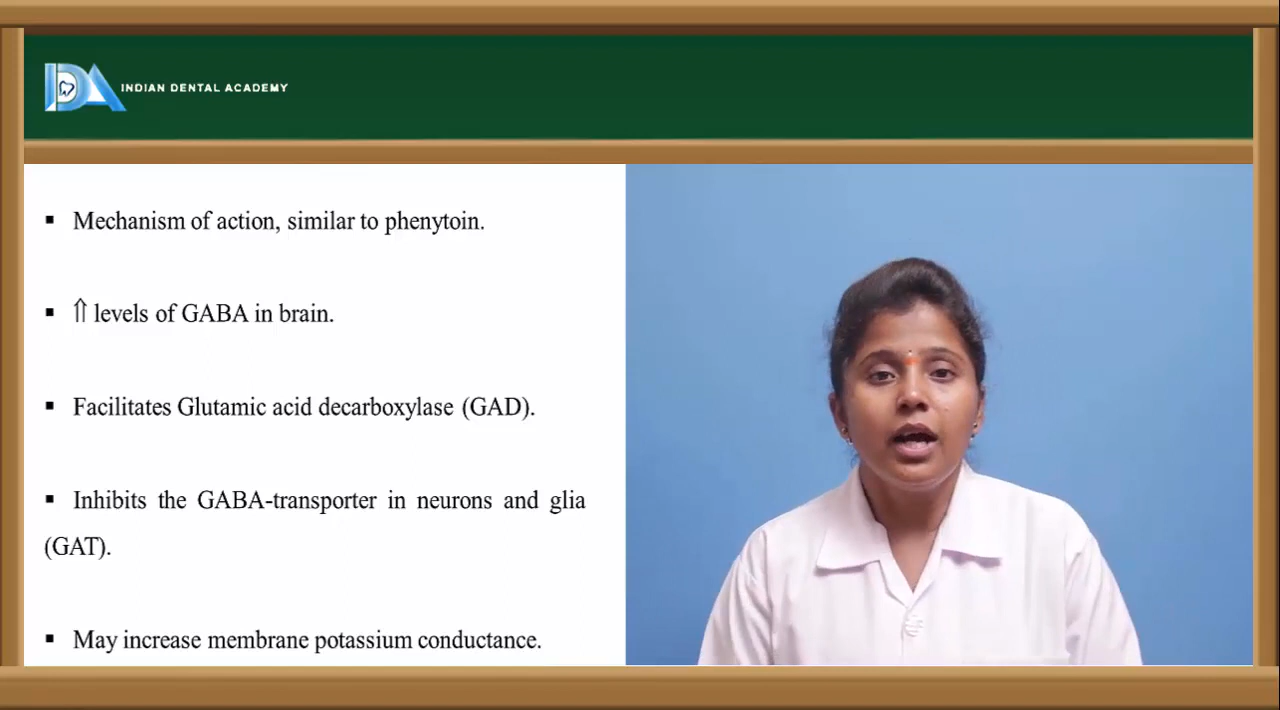 IDA INDIAN DENTAL ACADEMY
▪ Mechanism of action, similar to phenytoin.
▪ ⇑ levels of GABA in brain.
▪ Facilitates Glutamic acid decarboxylase (GAD).
▪ Inhibits the GABA-transporter in neurons and glia
(GAT).
▪ May increase membrane potassium conductance.